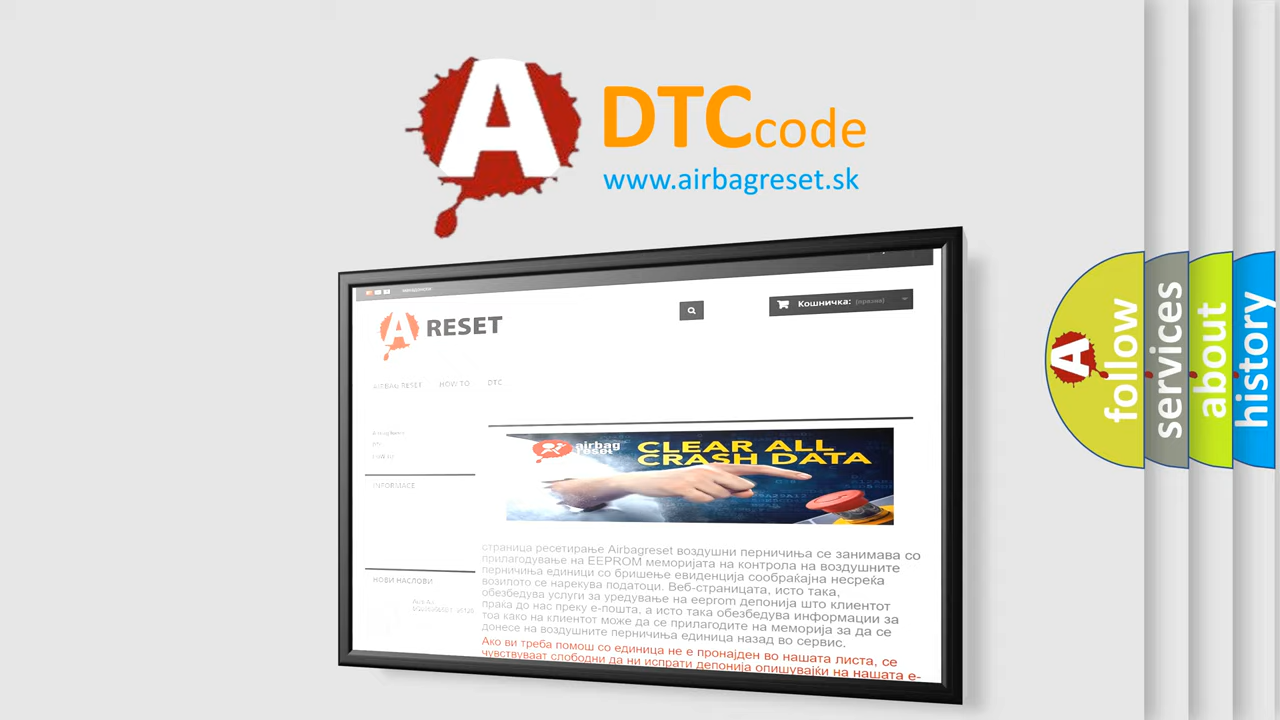 A DTCcode
www.airbagreset.sk
A RESET
Кошничка: (празна)
AIRBAG RESET HOW TO DTC
INFORMACE
airbag reset
CLEAR ALL
CRASH DATA
страница ресетирање Airbagreset воздушни перничиња се занимава со
прилагодување на EEPROM меморијата на контрола на воздушните
перничиња единици со бришење евиденција сообраќајна несреќа
возилото се нарекува податоци. Веб-страницата, исто така,
обезбедува услуги за уредување на eeprom депонија што клиентот
праќа до нас преку е-пошта, а исто така обезбедува информации за
тоа како на клиентот може да се прилагодите на меморија за да се
донесе на воздушните перничиња единица назад во сервис.
Ако ви треба помош со единица не е пронајден во нашата листа, се
чувствуваат слободни да ни испрати депонија опишувајќи на нашата е-
НОВИ НАСЛОВИ
A follow
services
about
history